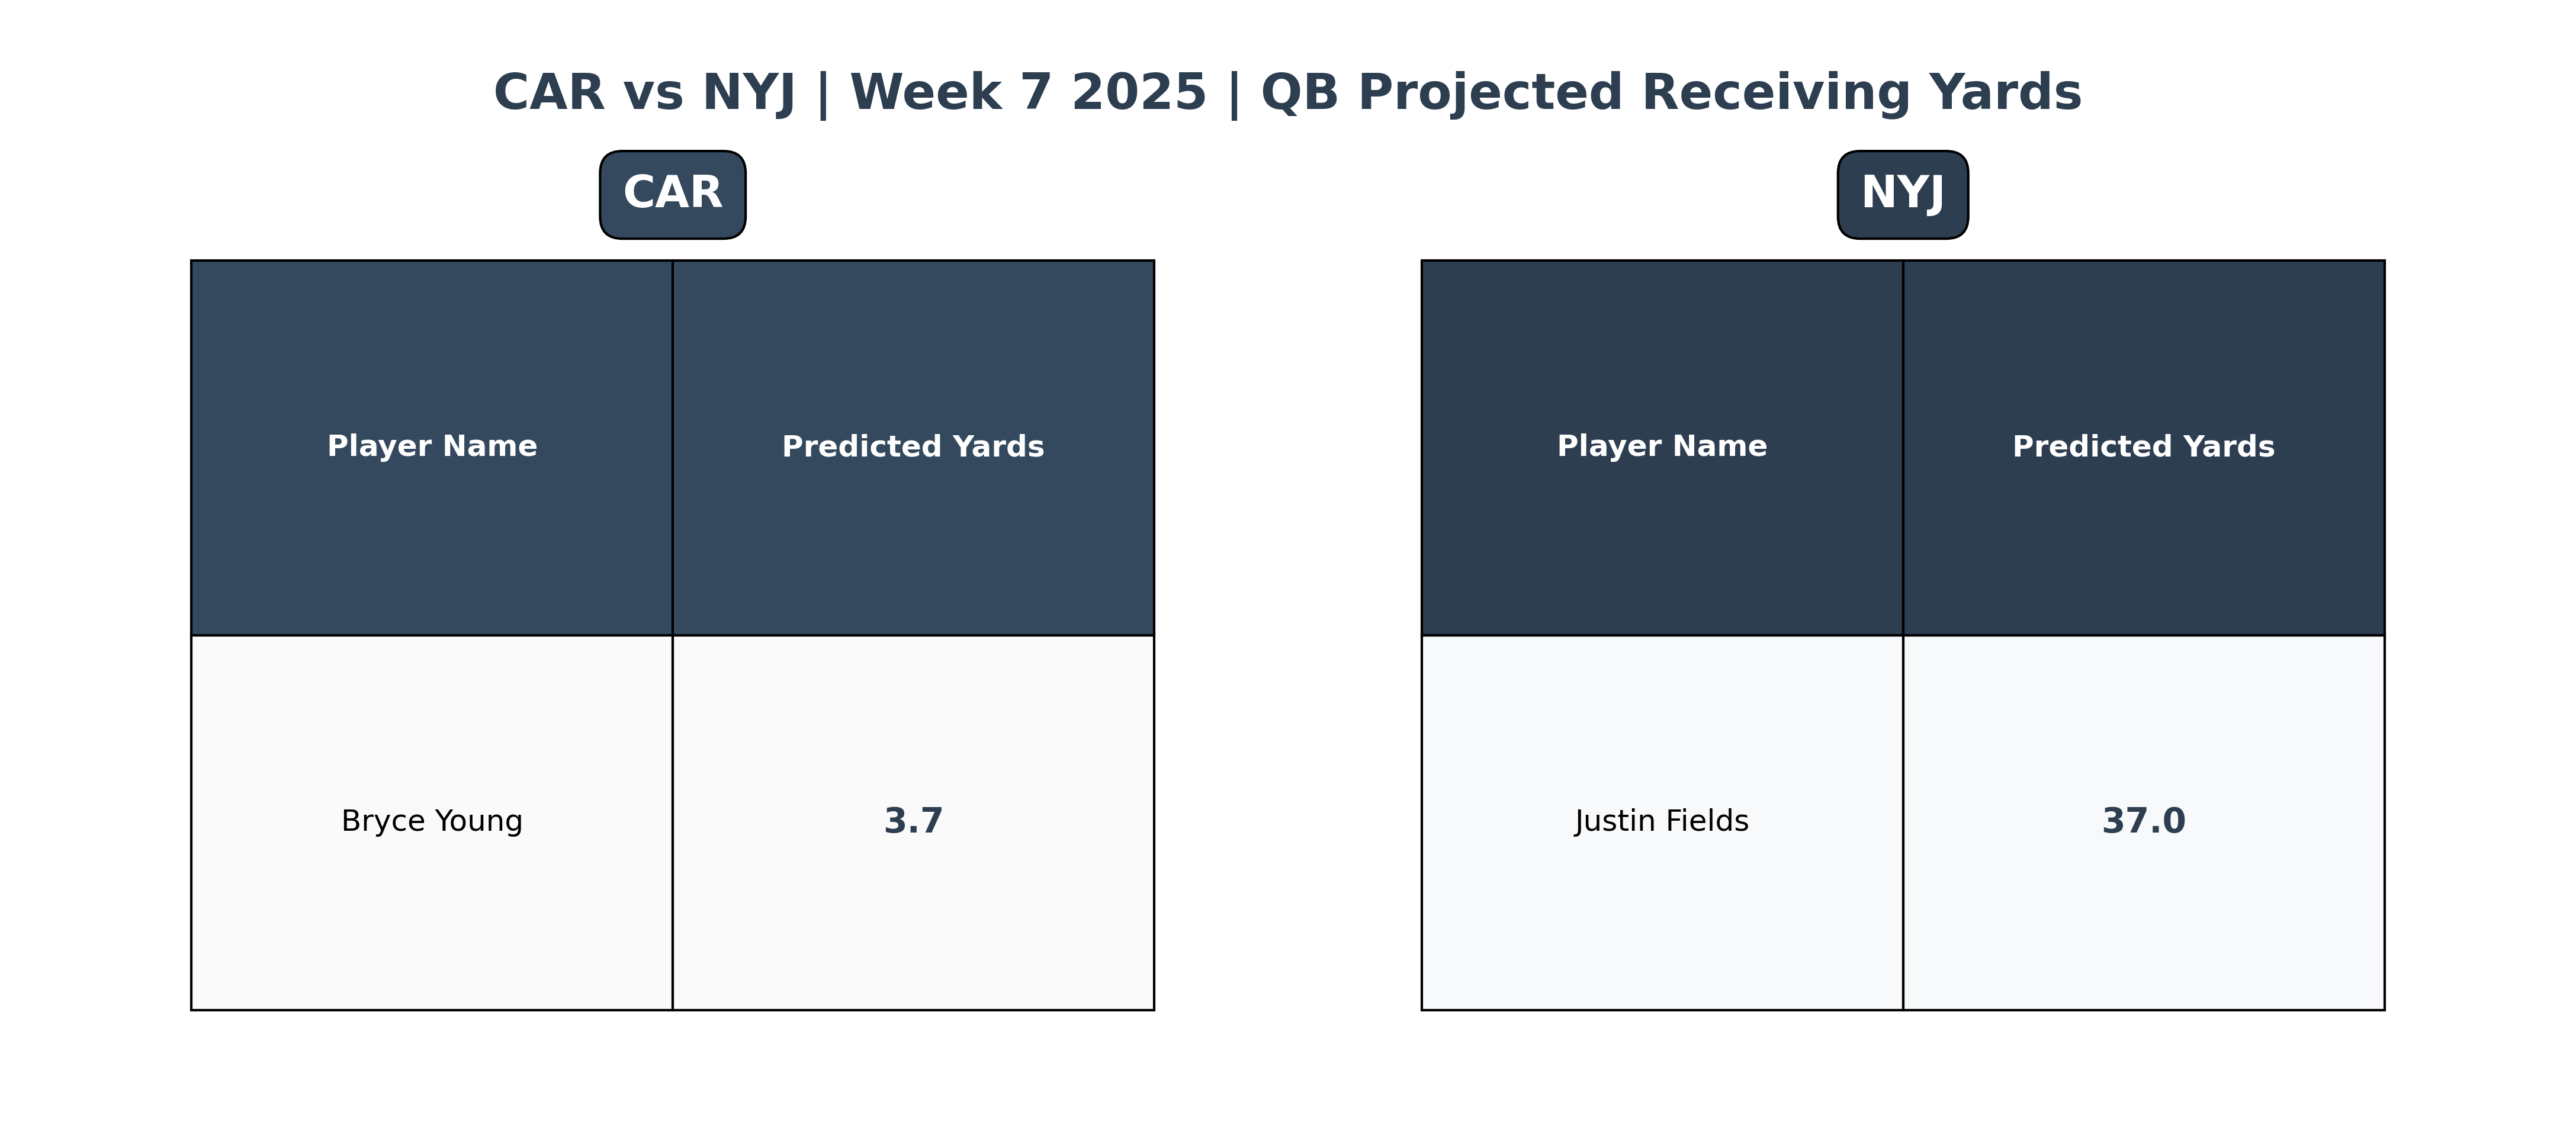 CAR vs NYJ | Week 7 2025 | QB Projected Receiving Yards
CAR
NYJ
Player Name
Predicted Yards
Player Name
Predicted Yards
Bryce Young
3.7
Justin Fields
37.0